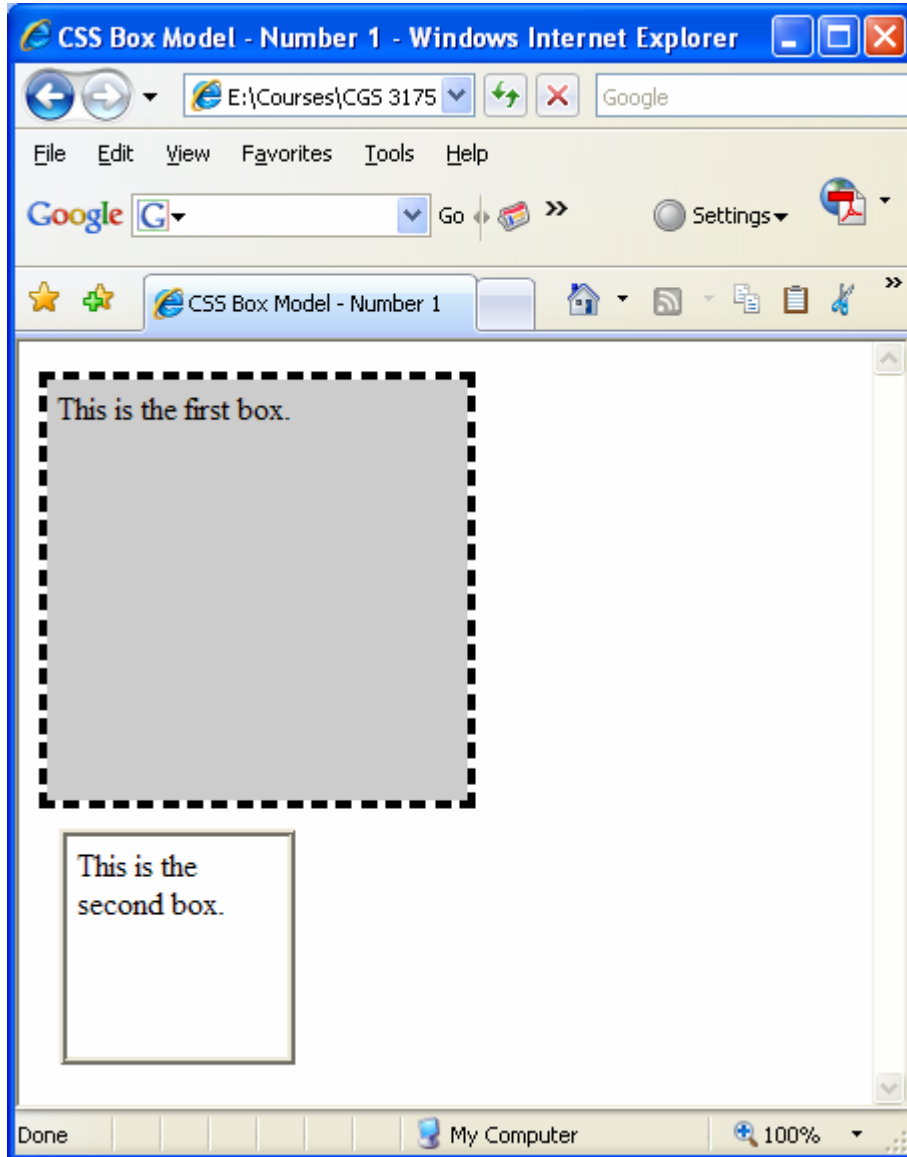 CSS Box Model - Number 1 - Windows Internet Explorer
E:\Courses\CGS 3175
Google
File Edit View Favorites Tools Help
Google G Go » Settings
CSS Box Model - Number 1 »
This is the first box.
This is the
second box.
Done My Computer 100%